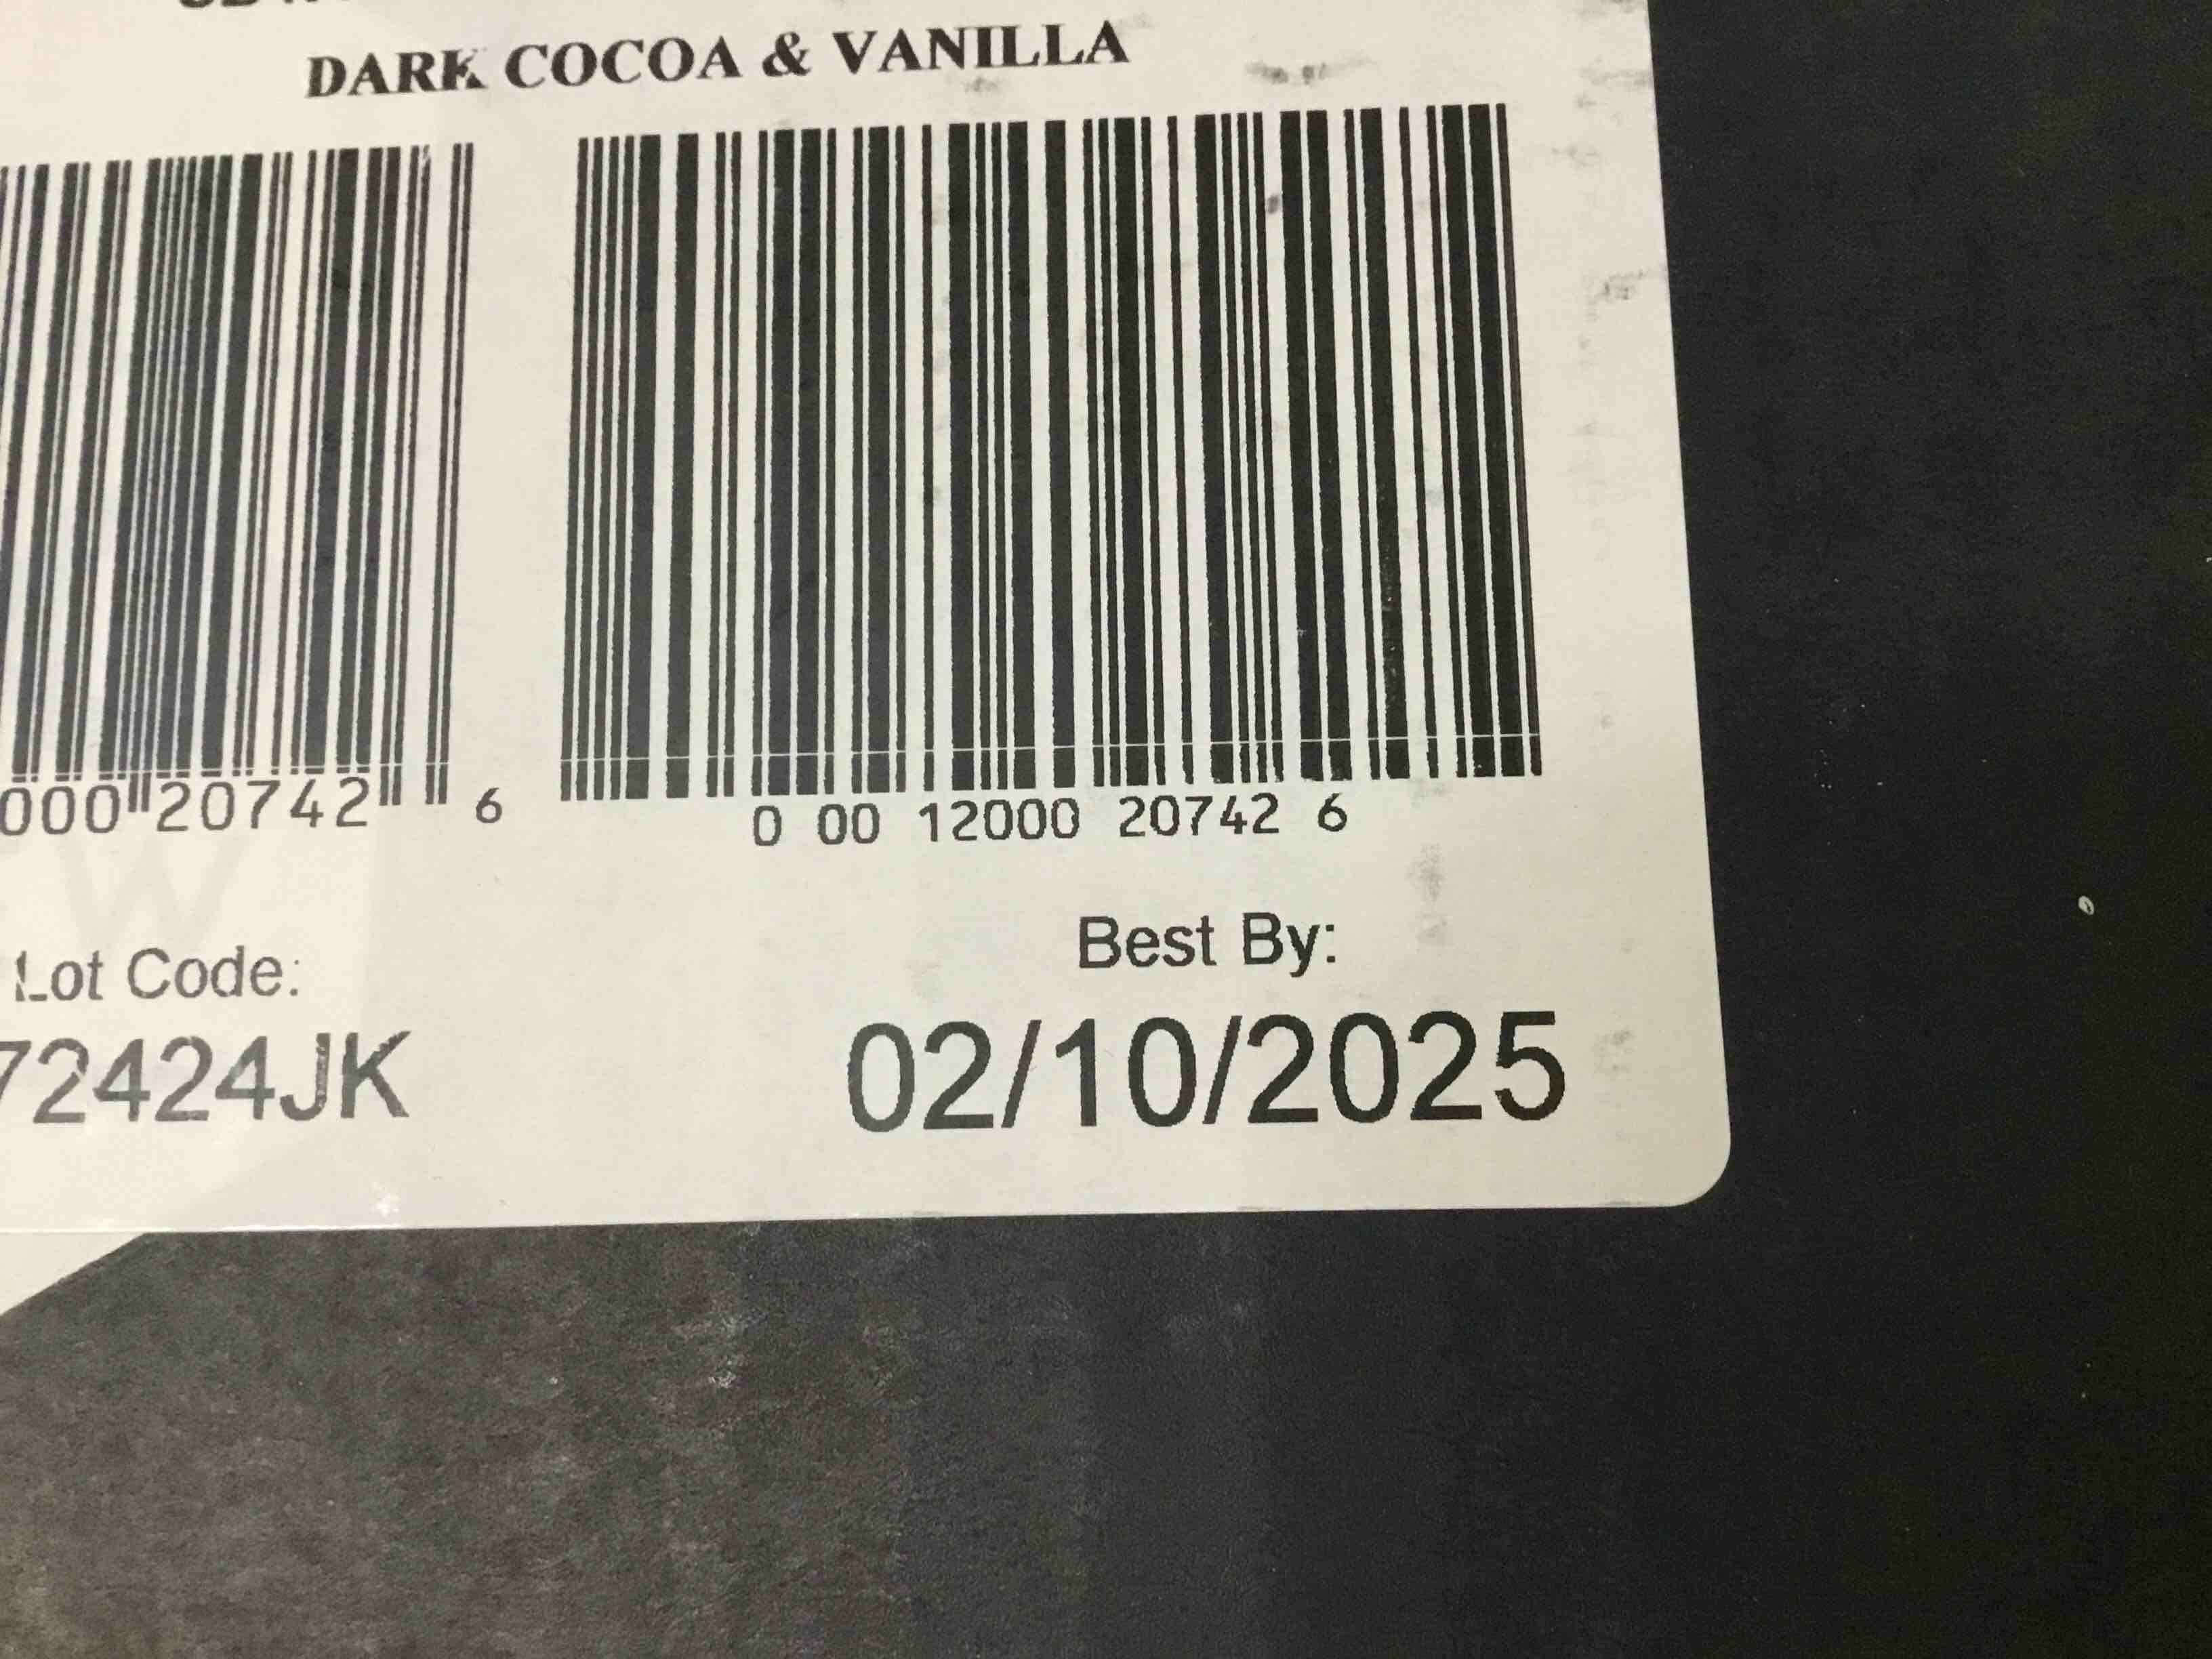 DARK COCOA & VANILLA
000 20742 6
0 00 12000 20742 6
Lot Code:
72424JK
Best By:
02/10/2025